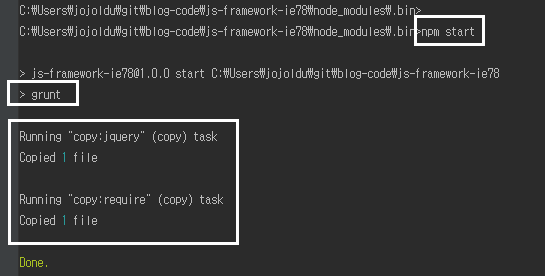 C:₩Users₩jojoldu₩git₩blog-code₩js-framework-ie78₩node_modules₩.bin>
C:₩Users₩jojoldu₩git₩blog-code₩js-framework-ie78₩node_modules₩.bin>npm start
> js-framework-ie78@1.0.0 start C:₩Users₩jojoldu₩git₩blog-code₩js-framework-ie78
> grunt
Running "copy:jquery" (copy) task
Copied 1 file
Running "copy:require" (copy) task
Copied 1 file
Done.